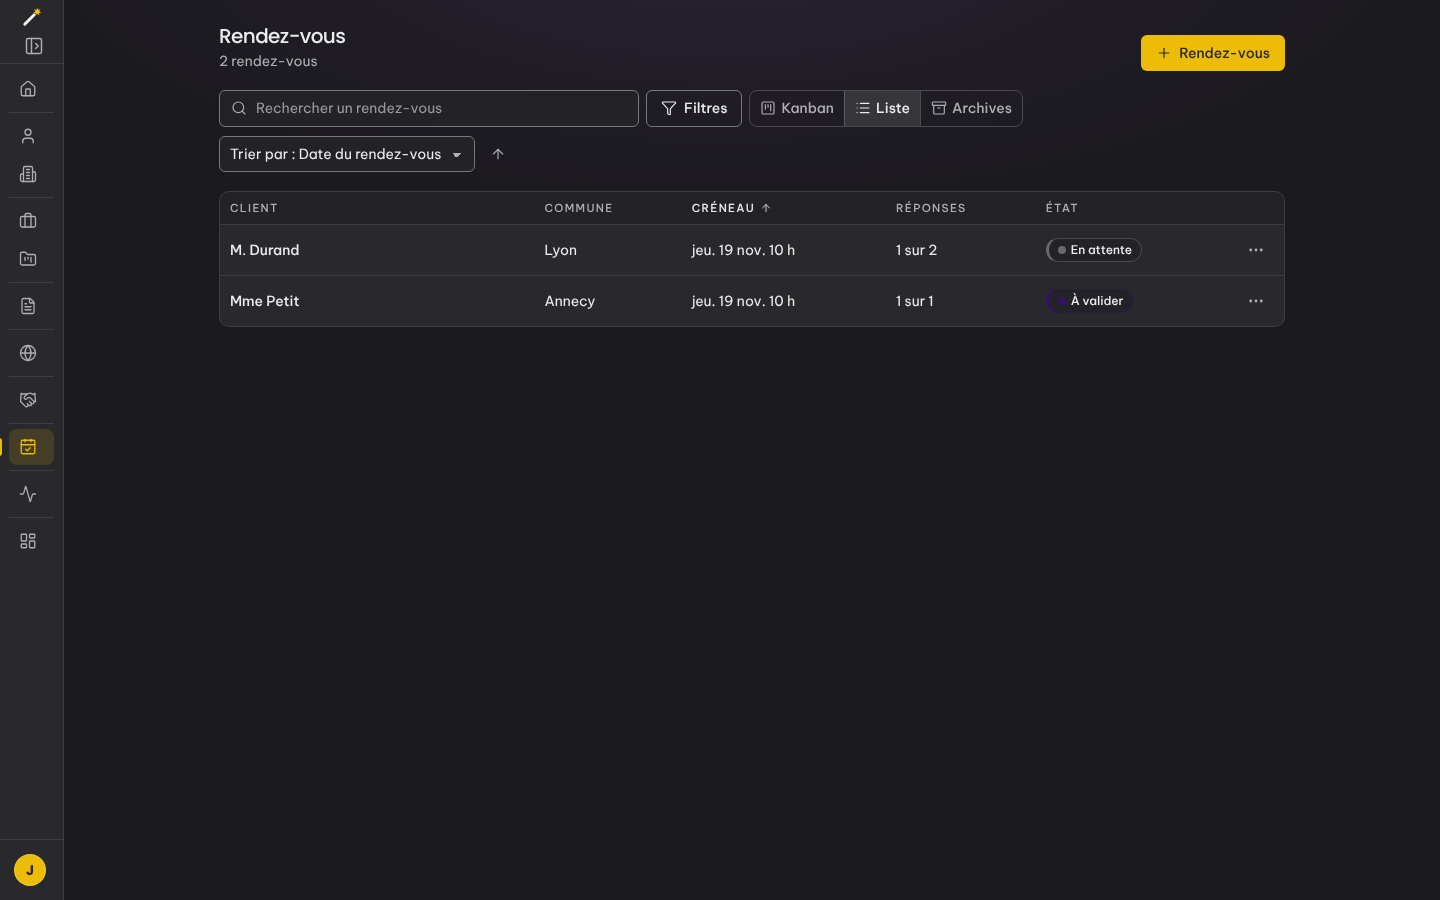 Rendez-vous
2 rendez-vous
Rendez-vous
Rechercher un rendez-vous
Filtres
Kanban
Liste
Archives
Trier par : Date du rendez-vous
CLIENT COMMUNE CRÉNEAU RÉPONSES ÉTAT
M. Durand Lyon jeu. 19 nov. 10 h 1 sur 2 En attente
Mme Petit Annecy jeu. 19 nov. 10 h 1 sur 1 À valider
J